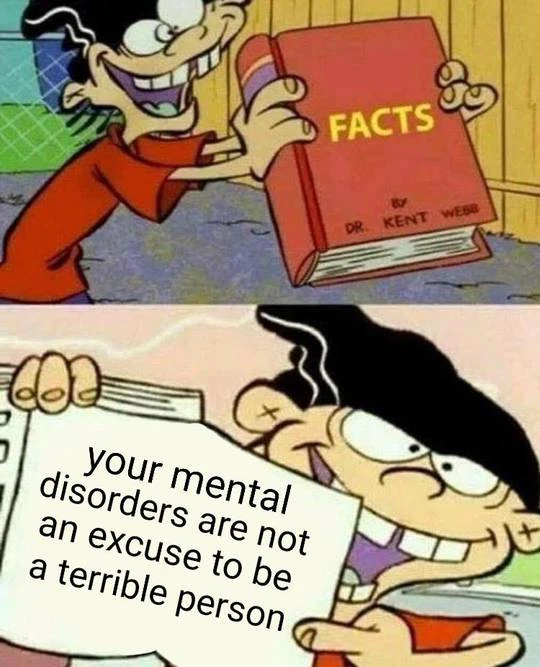 FACTS
BY
DR. KENT WEBB
your mental
disorders are not
an excuse to be
a terrible person